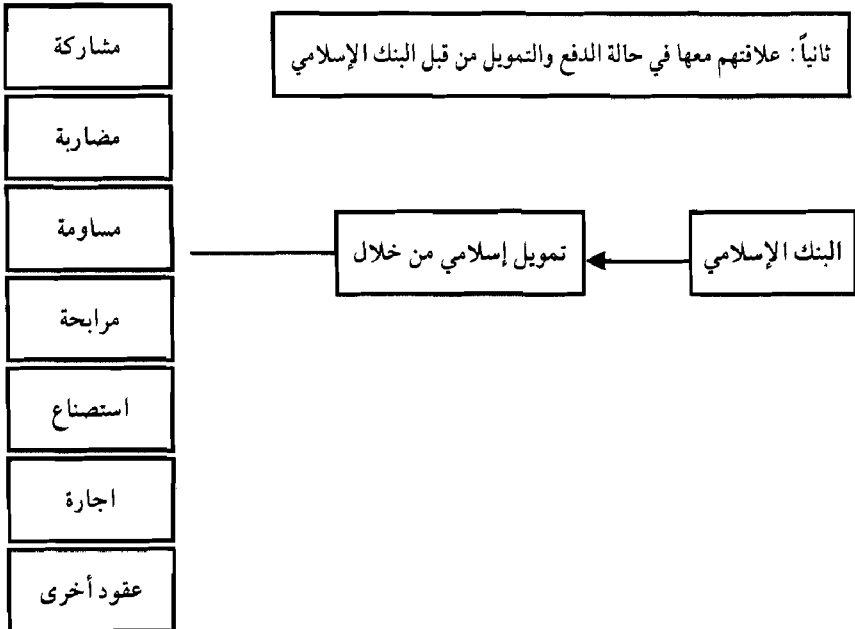 ثانياً: علاقتهم معها في حالة الدفع والتمويل من قبل البنك الإسلامي
البنك الإسلامي
تمويل إسلامي من خلال
مشاركة
مضاربة
مساومة
مرابحة
استصناع
اجارة
عقود أخرى